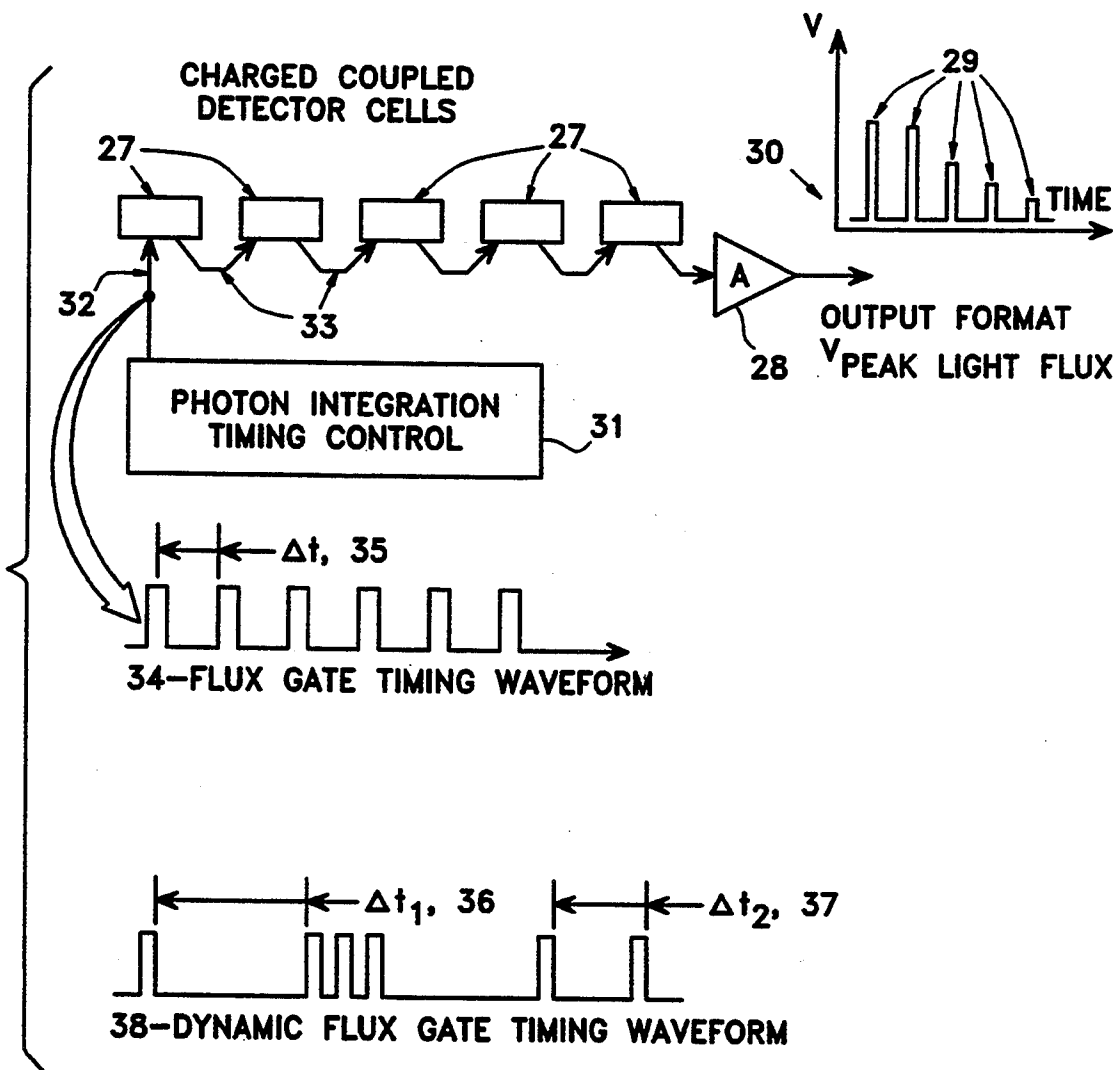 V
29
CHARGED COUPLED
DETECTOR CELLS
27
27
30
TIME
A
32
33
28
OUTPUT FORMAT
VPEAK LIGHT FLUX
PHOTON INTEGRATION
TIMING CONTROL
31
Δt, 35
34–FLUX GATE TIMING WAVEFORM
Δt1, 36
Δt2, 37
38–DYNAMIC FLUX GATE TIMING WAVEFORM